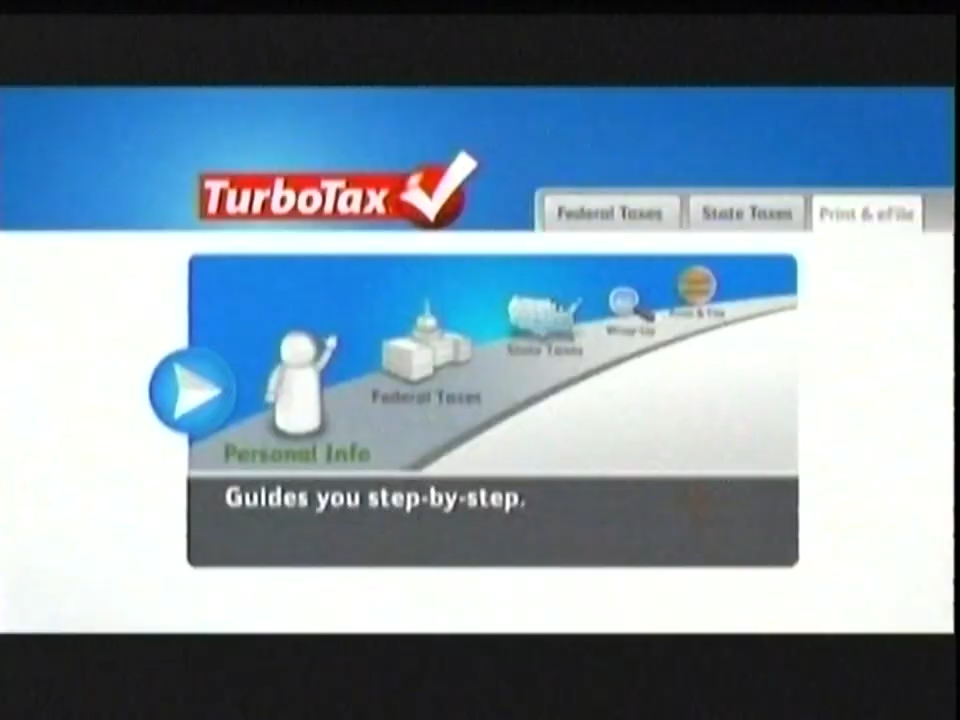 TurboTax
Federal Taxes
State Taxes
Print & eFile
Personal Info
Federal Taxes
State Taxes
Guides you step-by-step.